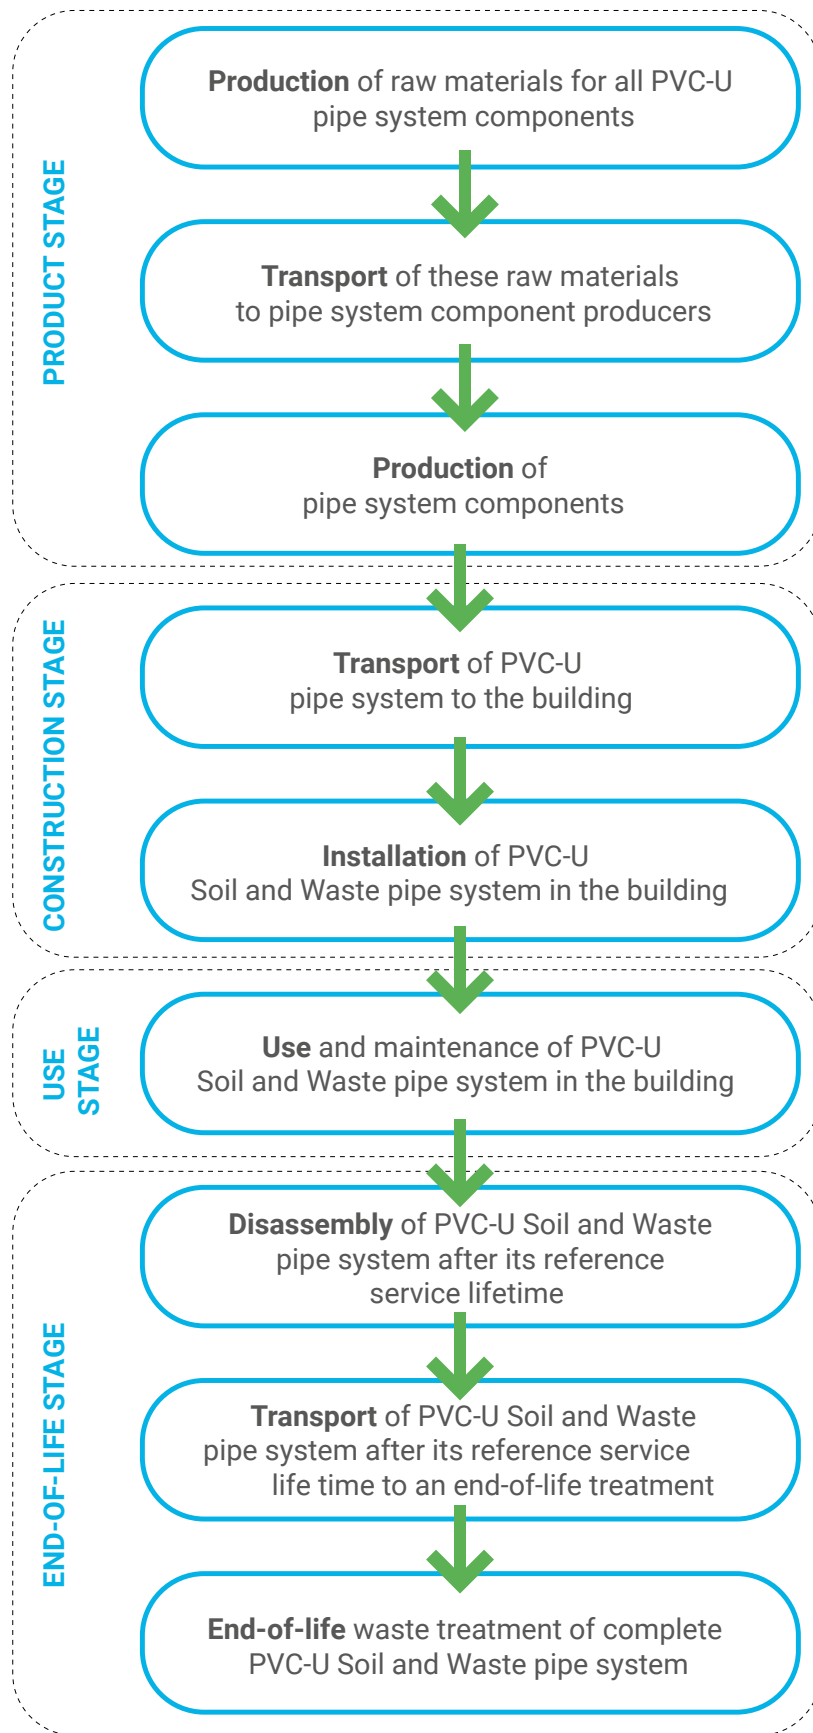 PRODUCT STAGE
Production of raw materials for all PVC-U
pipe system components
Transport of these raw materials
to pipe system component producers
Production of
pipe system components
CONSTRUCTION STAGE
Transport of PVC-U
pipe system to the building
Installation of PVC-U
Soil and Waste pipe system in the building
USE
STAGE
Use and maintenance of PVC-U
Soil and Waste pipe system in the building
END-OF-LIFE STAGE
Disassembly of PVC-U Soil and Waste
pipe system after its reference
service lifetime
Transport of PVC-U Soil and Waste
pipe system after its reference service
life time to an end-of-life treatment
End-of-life waste treatment of complete
PVC-U Soil and Waste pipe system